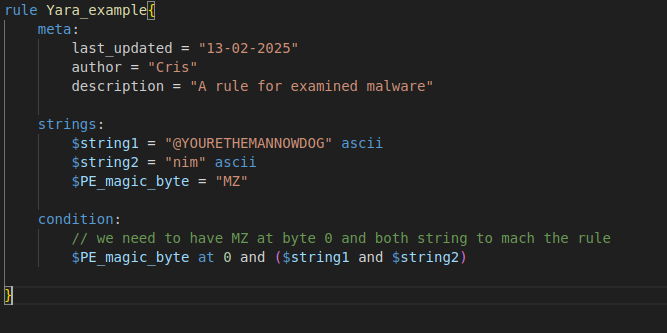 rule Yara_example{
meta:
last_updated = "13-02-2025"
author = "Cris"
description = "A rule for examined malware"
strings:
$string1 = "@YOURETHEMANNOWDOG" ascii
$string2 = "nim" ascii
$PE_magic_byte = "MZ"
condition:
// we need to have MZ at byte 0 and both string to mach the rule
$PE_magic_byte at 0 and ($string1 and $string2)
}